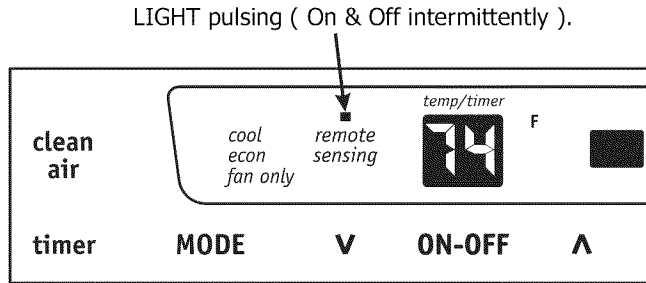 LIGHT pulsing ( On & Off intermittently ).
temp/timer
clean
air
cool
econ
fan only
remote
sensing
74
F
timer
MODE
V
ON-OFF
Λ